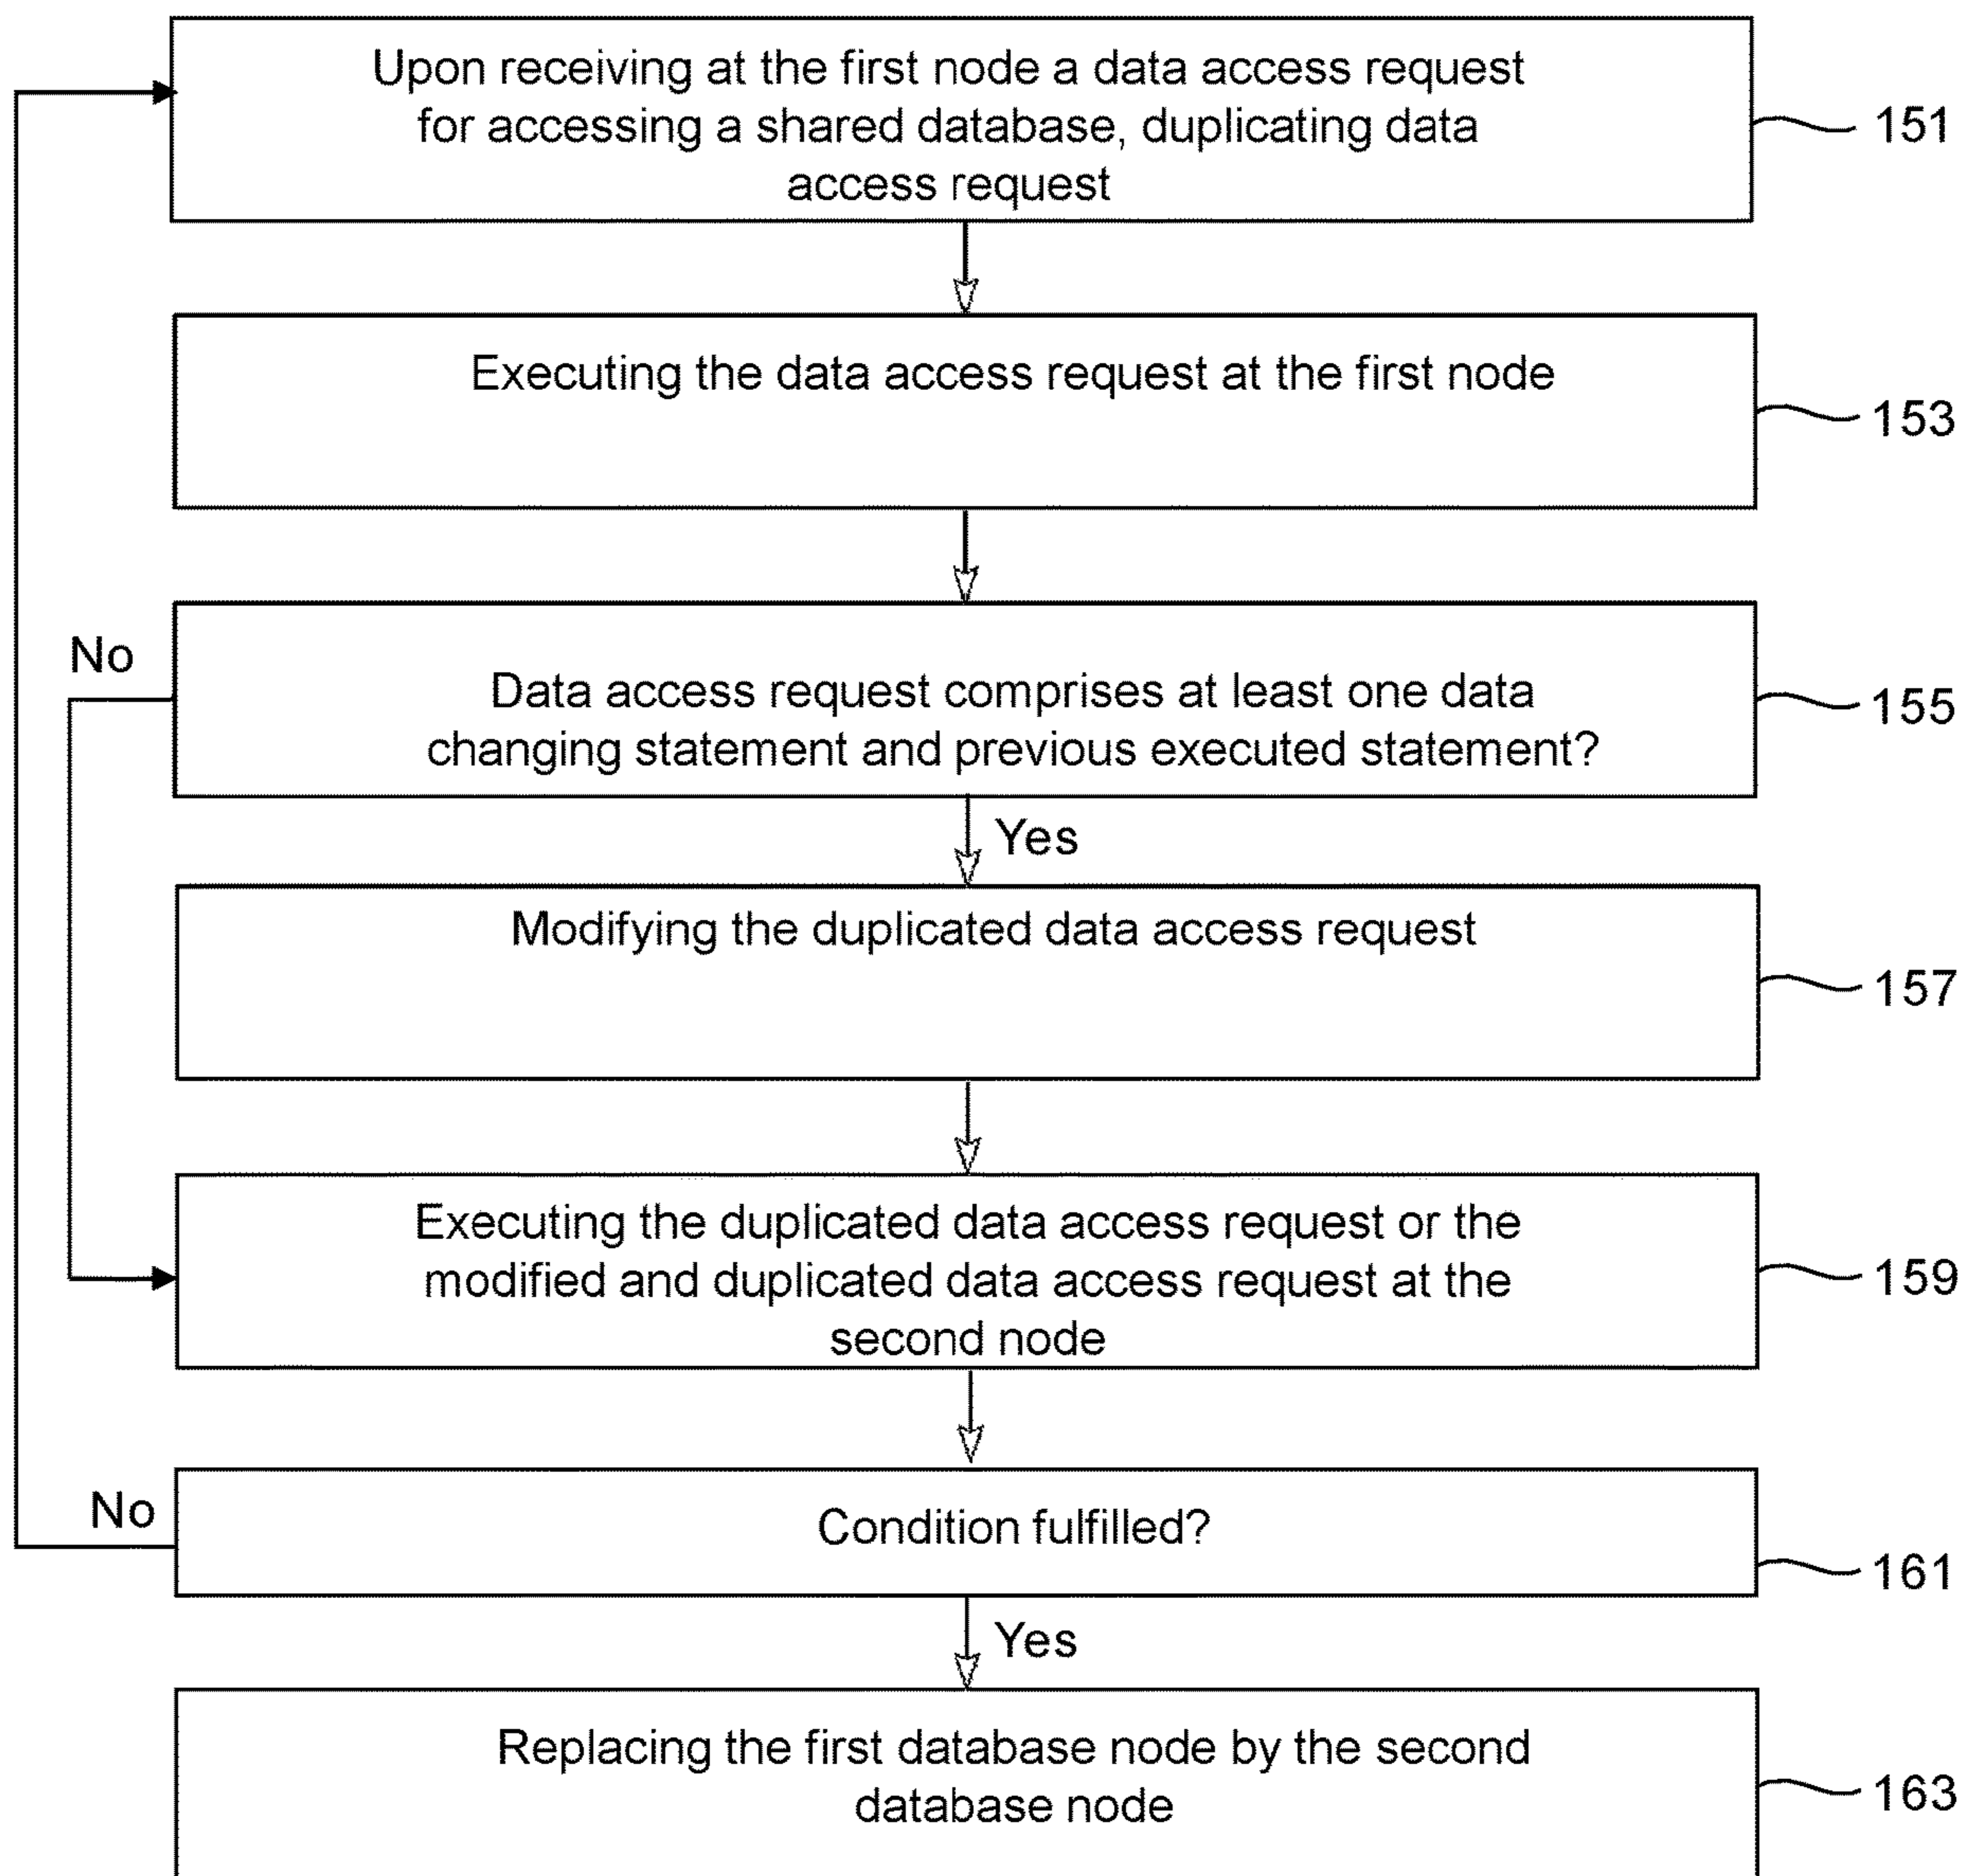 Upon receiving at the first node a data access request
for accessing a shared database, duplicating data
access request
151
Executing the data access request at the first node
153
No
Data access request comprises at least one data
changing statement and previous executed statement?
155
Yes
Modifying the duplicated data access request
157
Executing the duplicated data access request or the
modified and duplicated data access request at the
second node
159
No
Condition fulfilled?
161
Yes
Replacing the first database node by the second
database node
163